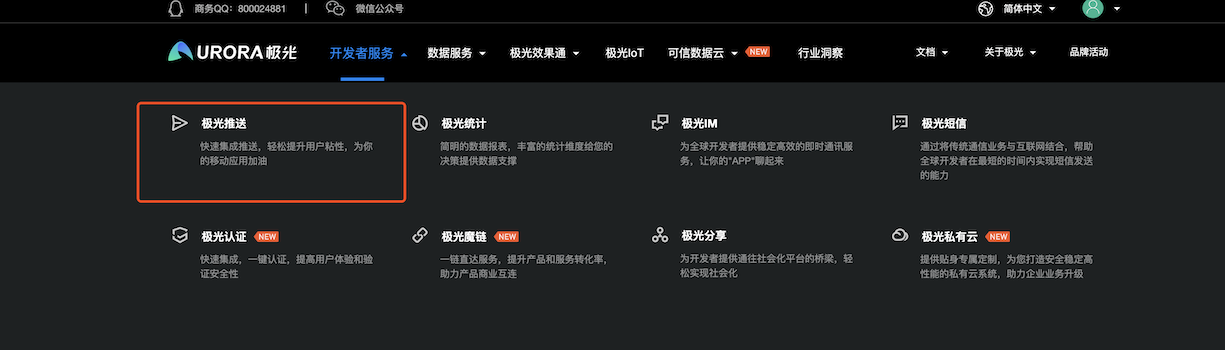 商务QQ：800024881 | 微信公众号 简体中文
URORA极光 开发者服务 数据服务 极光效果通 极光IoT 可信数据云 NEW 行业洞察 文档 关于极光 品牌活动
极光推送
快速集成推送，轻松提升用户粘性，为你
的移动应用加油
极光统计
简明的数据报表，丰富的统计维度给您的
决策提供数据支撑
极光IM
为全球开发者提供稳定高效的即时通讯服
务，让你的"APP"聊起来
极光短信
通过将传统通信业务与互联网结合，帮助
全球开发者在最短的时间内实现短信发送
的能力
极光认证 NEW
快速集成，一键认证，提高用户体验和验
证安全性
极光魔链 NEW
一链直达服务，提升产品和服务转化率，
助力产品商业互连
极光分享
为开发者提供通往社会化平台的桥梁，轻
松实现社会化
极光私有云 NEW
提供贴身专属定制，为您打造安全稳定高
性能的私有云系统，助力企业业务升级